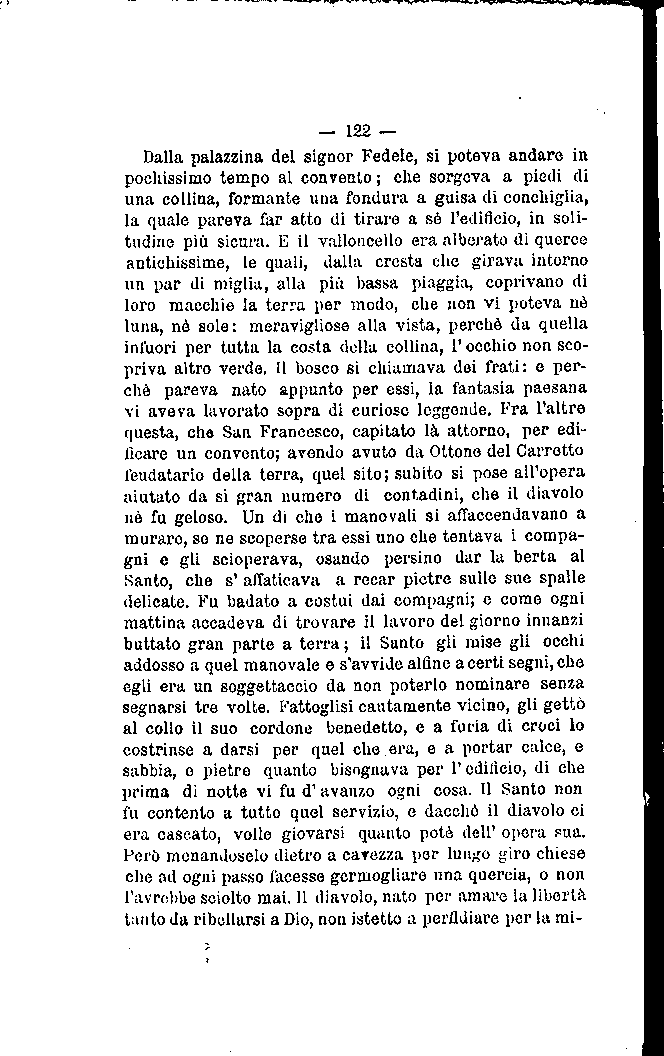 — 122 —
Dalla palazzina del signor Fedele, si poteva andare in
pochissimo tempo al convento; che sorgeva a piedi di
una collina, formante una fondura a guisa di conchiglia,
la quale pareva far atto di tirare a sè l'edificio, in soli-
tudine più sicura. E il valloncello era alberato di querce
antichissime, le quali, dalla cresta che girava intorno
un par di miglia, alla più bassa piaggia, coprivano di
loro macchie la terra per modo, che non vi poteva nè
luna, nè sole: meravigliose alla vista, perchè da quella
infuori per tutta la costa della collina, l'occhio non sco-
priva altro verde. Il bosco si chiamava dei frati: e per-
chè pareva nato appunto per essi, la fantasia paesana
vi aveva lavorato sopra di curiose leggende. Fra l'altre
questa, che San Francesco, capitato là attorno, per edi-
ficare un convento; avendo avuto da Ottone del Carretto
feudatario della terra, quel sito; subito si pose all'opera
aiutato da sì gran numero di contadini, che il diavolo
nè fu geloso. Un dì che i manovali si affaccendavano a
murare, se ne scoperse tra essi uno che tentava i compa-
gni e gli scioperava, osando persino dar la berta al
Santo, che s'affaticava a recar pietre sulle sue spalle
delicate. Fu badato a costui dai compagni; e come ogni
mattina accadeva di trovare il lavoro del giorno innanzi
buttato gran parte a terra; il Santo gli mise gli occhi
addosso a quel manovale e s'avvide alfine a certi segni, che
egli era un soggettaccio da non poterlo nominare senza
segnarsi tre volte. Fattoglisi cautamente vicino, gli gettò
al collo il suo cordone benedetto, e a furia di croci lo
costrinse a darsi per quel che era, e a portar calce, e
sabbia, e pietre quanto bisognava per l'edificio, di che
prima di notte vi fu d'avanzo ogni cosa. Il Santo non
fu contento a tutto quel servizio, e dacchè il diavolo ci
era cascato, volle giovarsi quanto potè dell'opera sua.
Però menandoselo dietro a cavezza per lungo giro chiese
che ad ogni passo facesse germogliare una quercia, o non
l'avrebbe sciolto mai. Il diavolo, nato per amare la libertà
tanto da ribellarsi a Dio, non istetto a perfidiare per la mi-